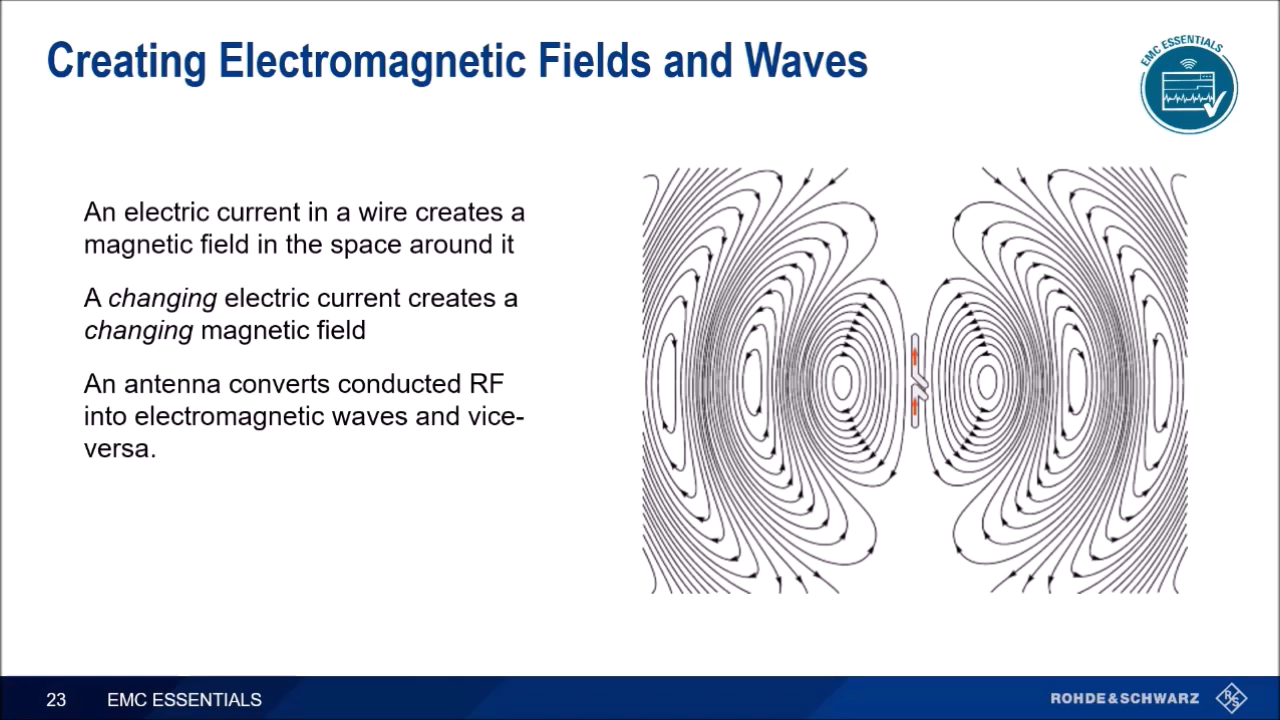 Creating Electromagnetic Fields and Waves
EMC ESSENTIALS
An electric current in a wire creates a
magnetic field in the space around it
A changing electric current creates a
changing magnetic field
An antenna converts conducted RF
into electromagnetic waves and vice-
versa.
23 EMC ESSENTIALS
ROHDE&SCHWARZ
R S